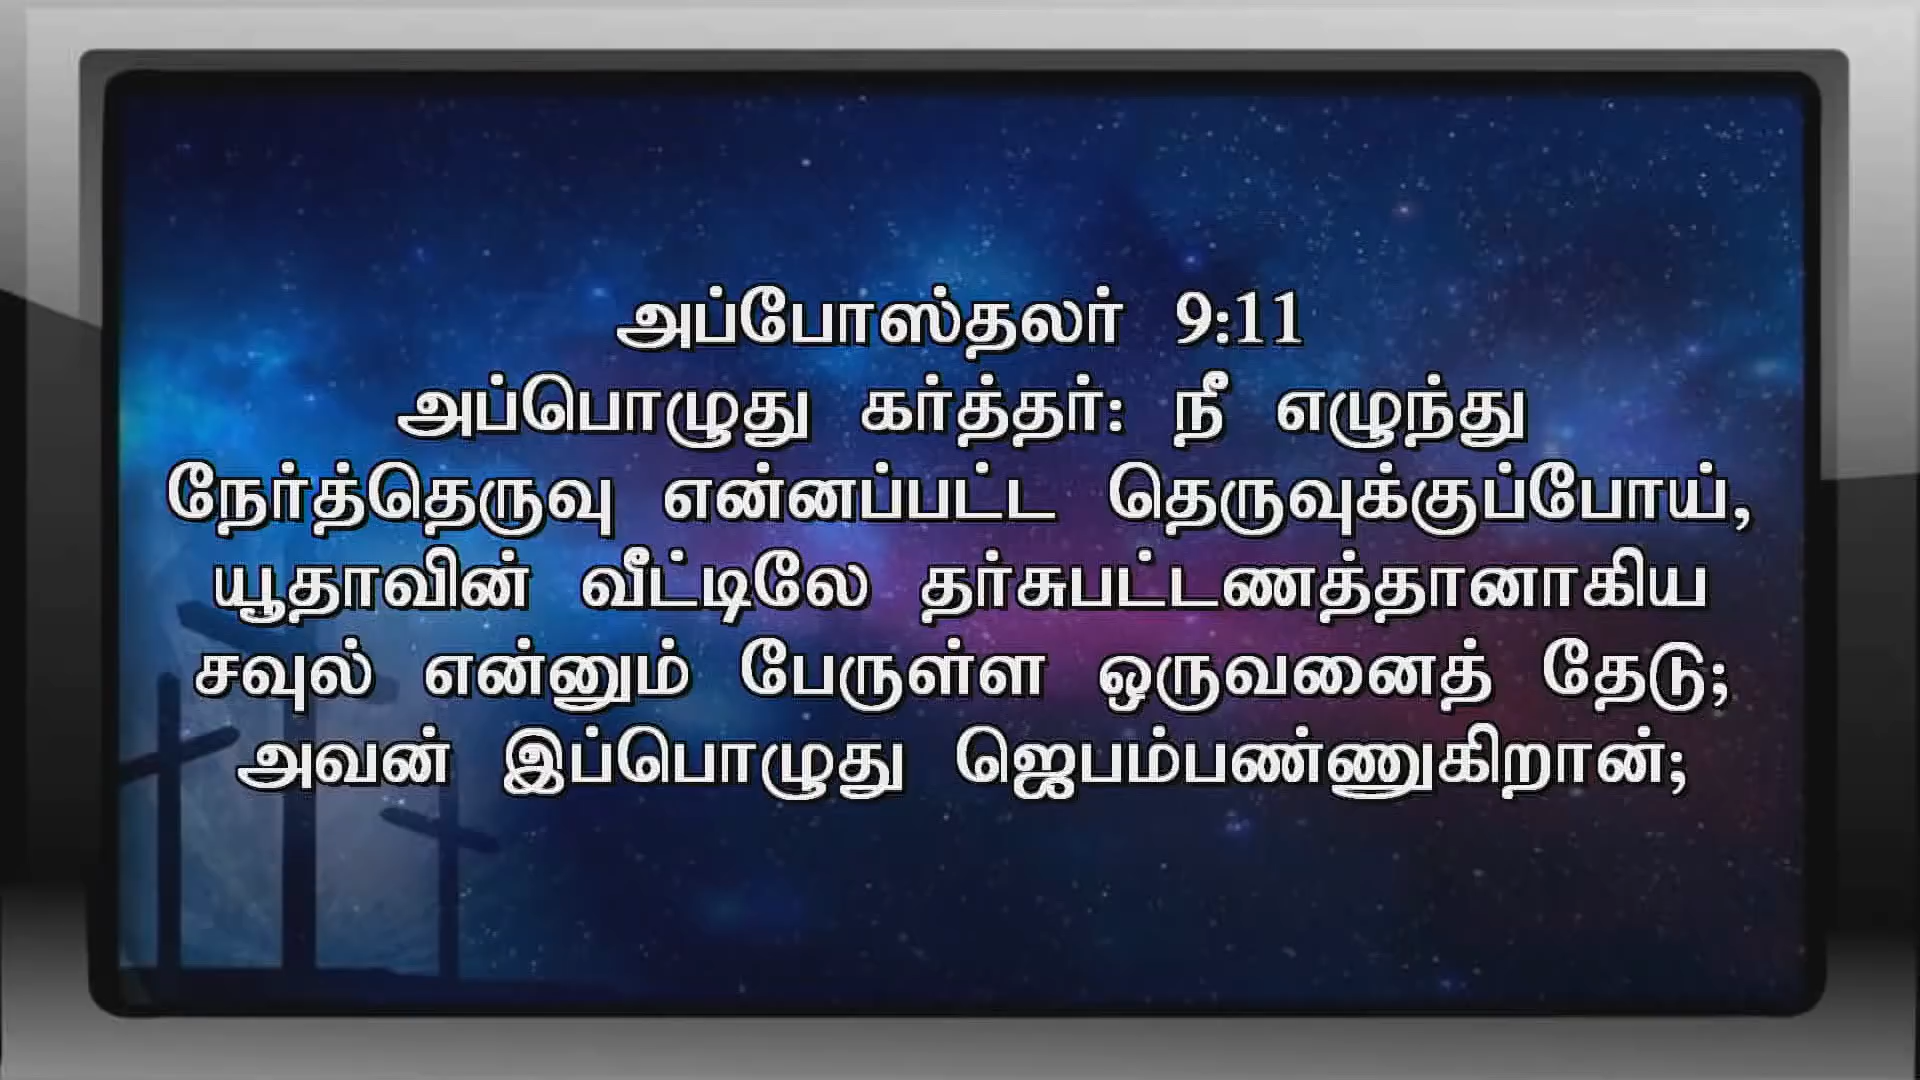 அப்போஸ்தலர் 9:11
அப்பொழுது கர்த்தர்: நீ எழுந்து
நேர்த்தெருவு என்னப்பட்ட தெருவுக்குப்போய்,
யூதாவின் வீட்டிலே தர்சுபட்டணத்தானாகிய
சவுல் என்னும் பேருள்ள ஒருவனைத் தேடு;
அவன் இப்பொழுது ஜெபம்பண்ணுகிறான்;